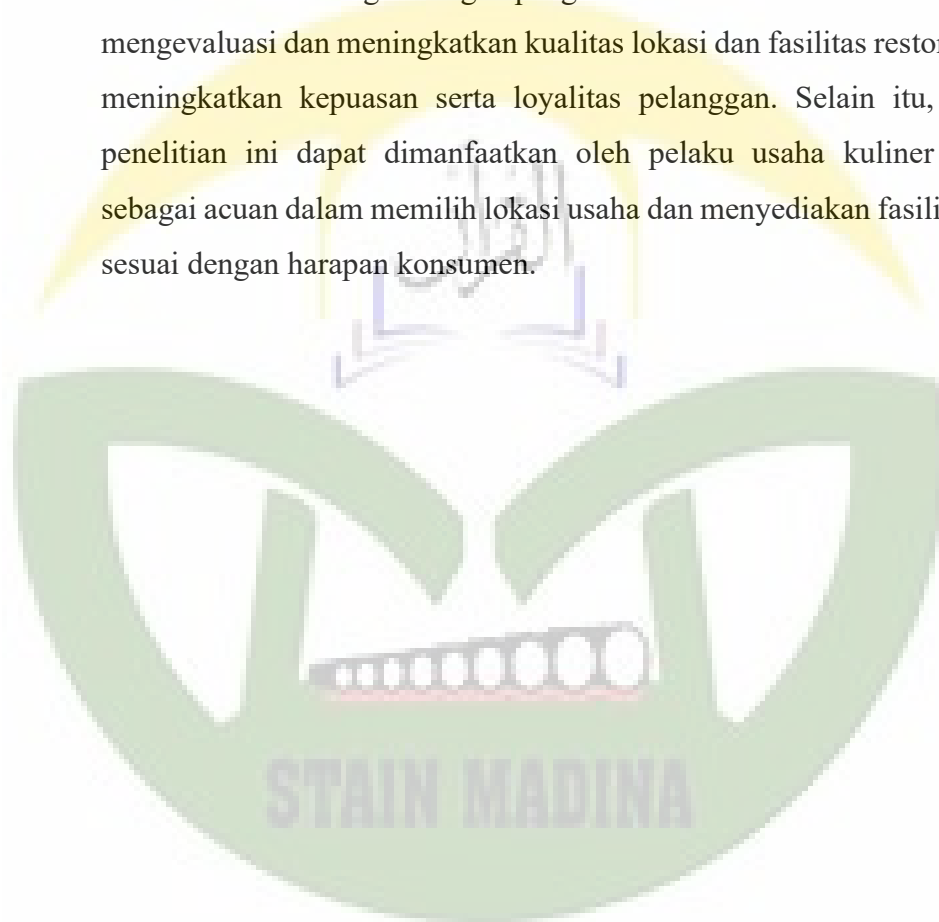 mengevaluasi dan meningkatkan kualitas lokasi dan fasilitas
meningkatkan kepuasan serta loyalitas pelanggan. Selain itu,
penelitian ini dapat dimanfaatkan oleh pelaku usaha kuliner
sebagai acuan dalam memilih lokasi usaha dan menyediakan
sesuai dengan harapan konsumen.
القرآن
STAIN MADINA